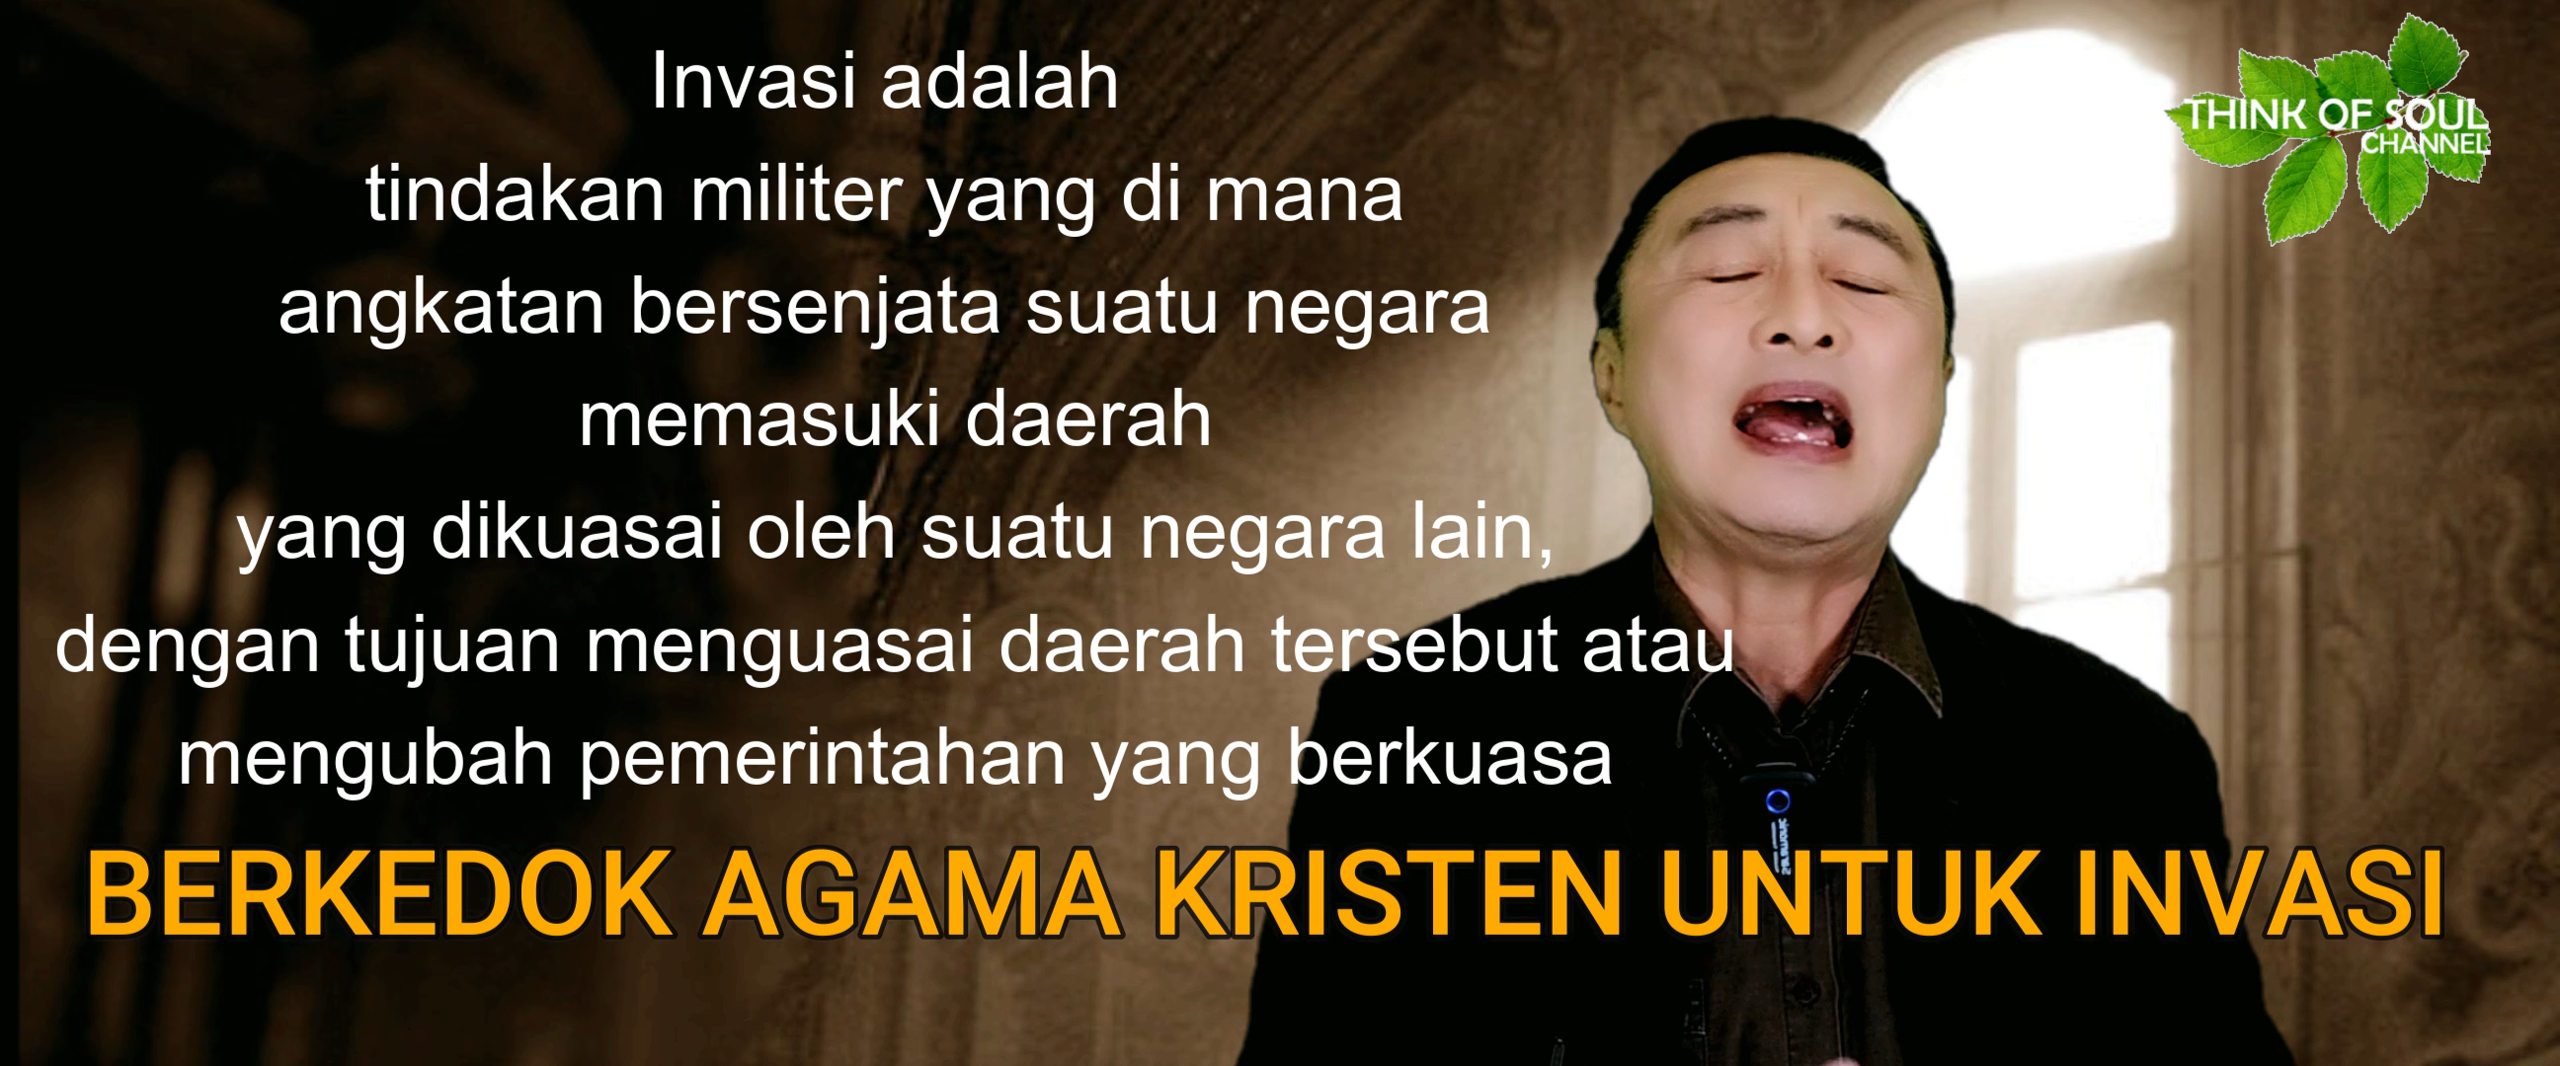 Invasi adalah
tindakan militer yang di mana
angkatan bersenjata suatu negara
memasuki daerah
yang dikuasai oleh suatu negara lain,
dengan tujuan menguasai daerah tersebut atau
mengubah pemerintahan yang berkuasa
BERKEDOK AGAMA KRISTEN UNTUK INVASI
THINK OF SOUL
CHANNEL